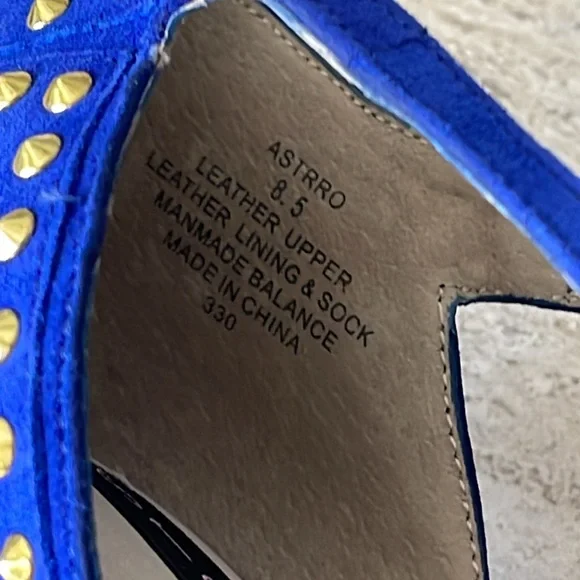 ASTRRO
8.5
LEATHER UPPER
LEATHER LINING & SOCK
MANMADE BALANCE
MADE IN CHINA
330